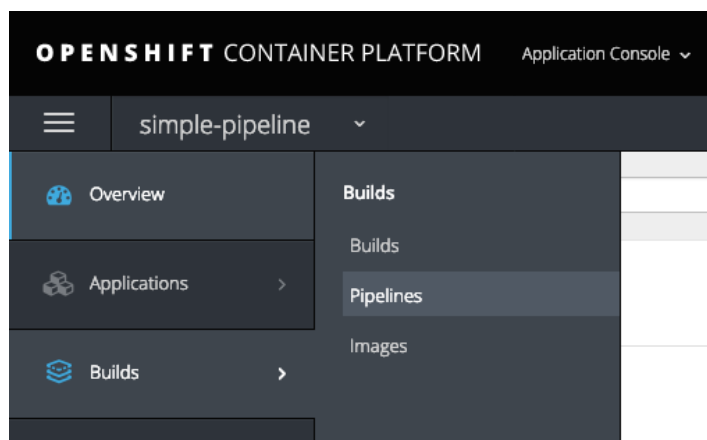 OPENSHIFT CONTAINER PLATFORM Application Console
simple-pipeline
Overview
Applications
Builds
Builds
Builds
Pipelines
Images